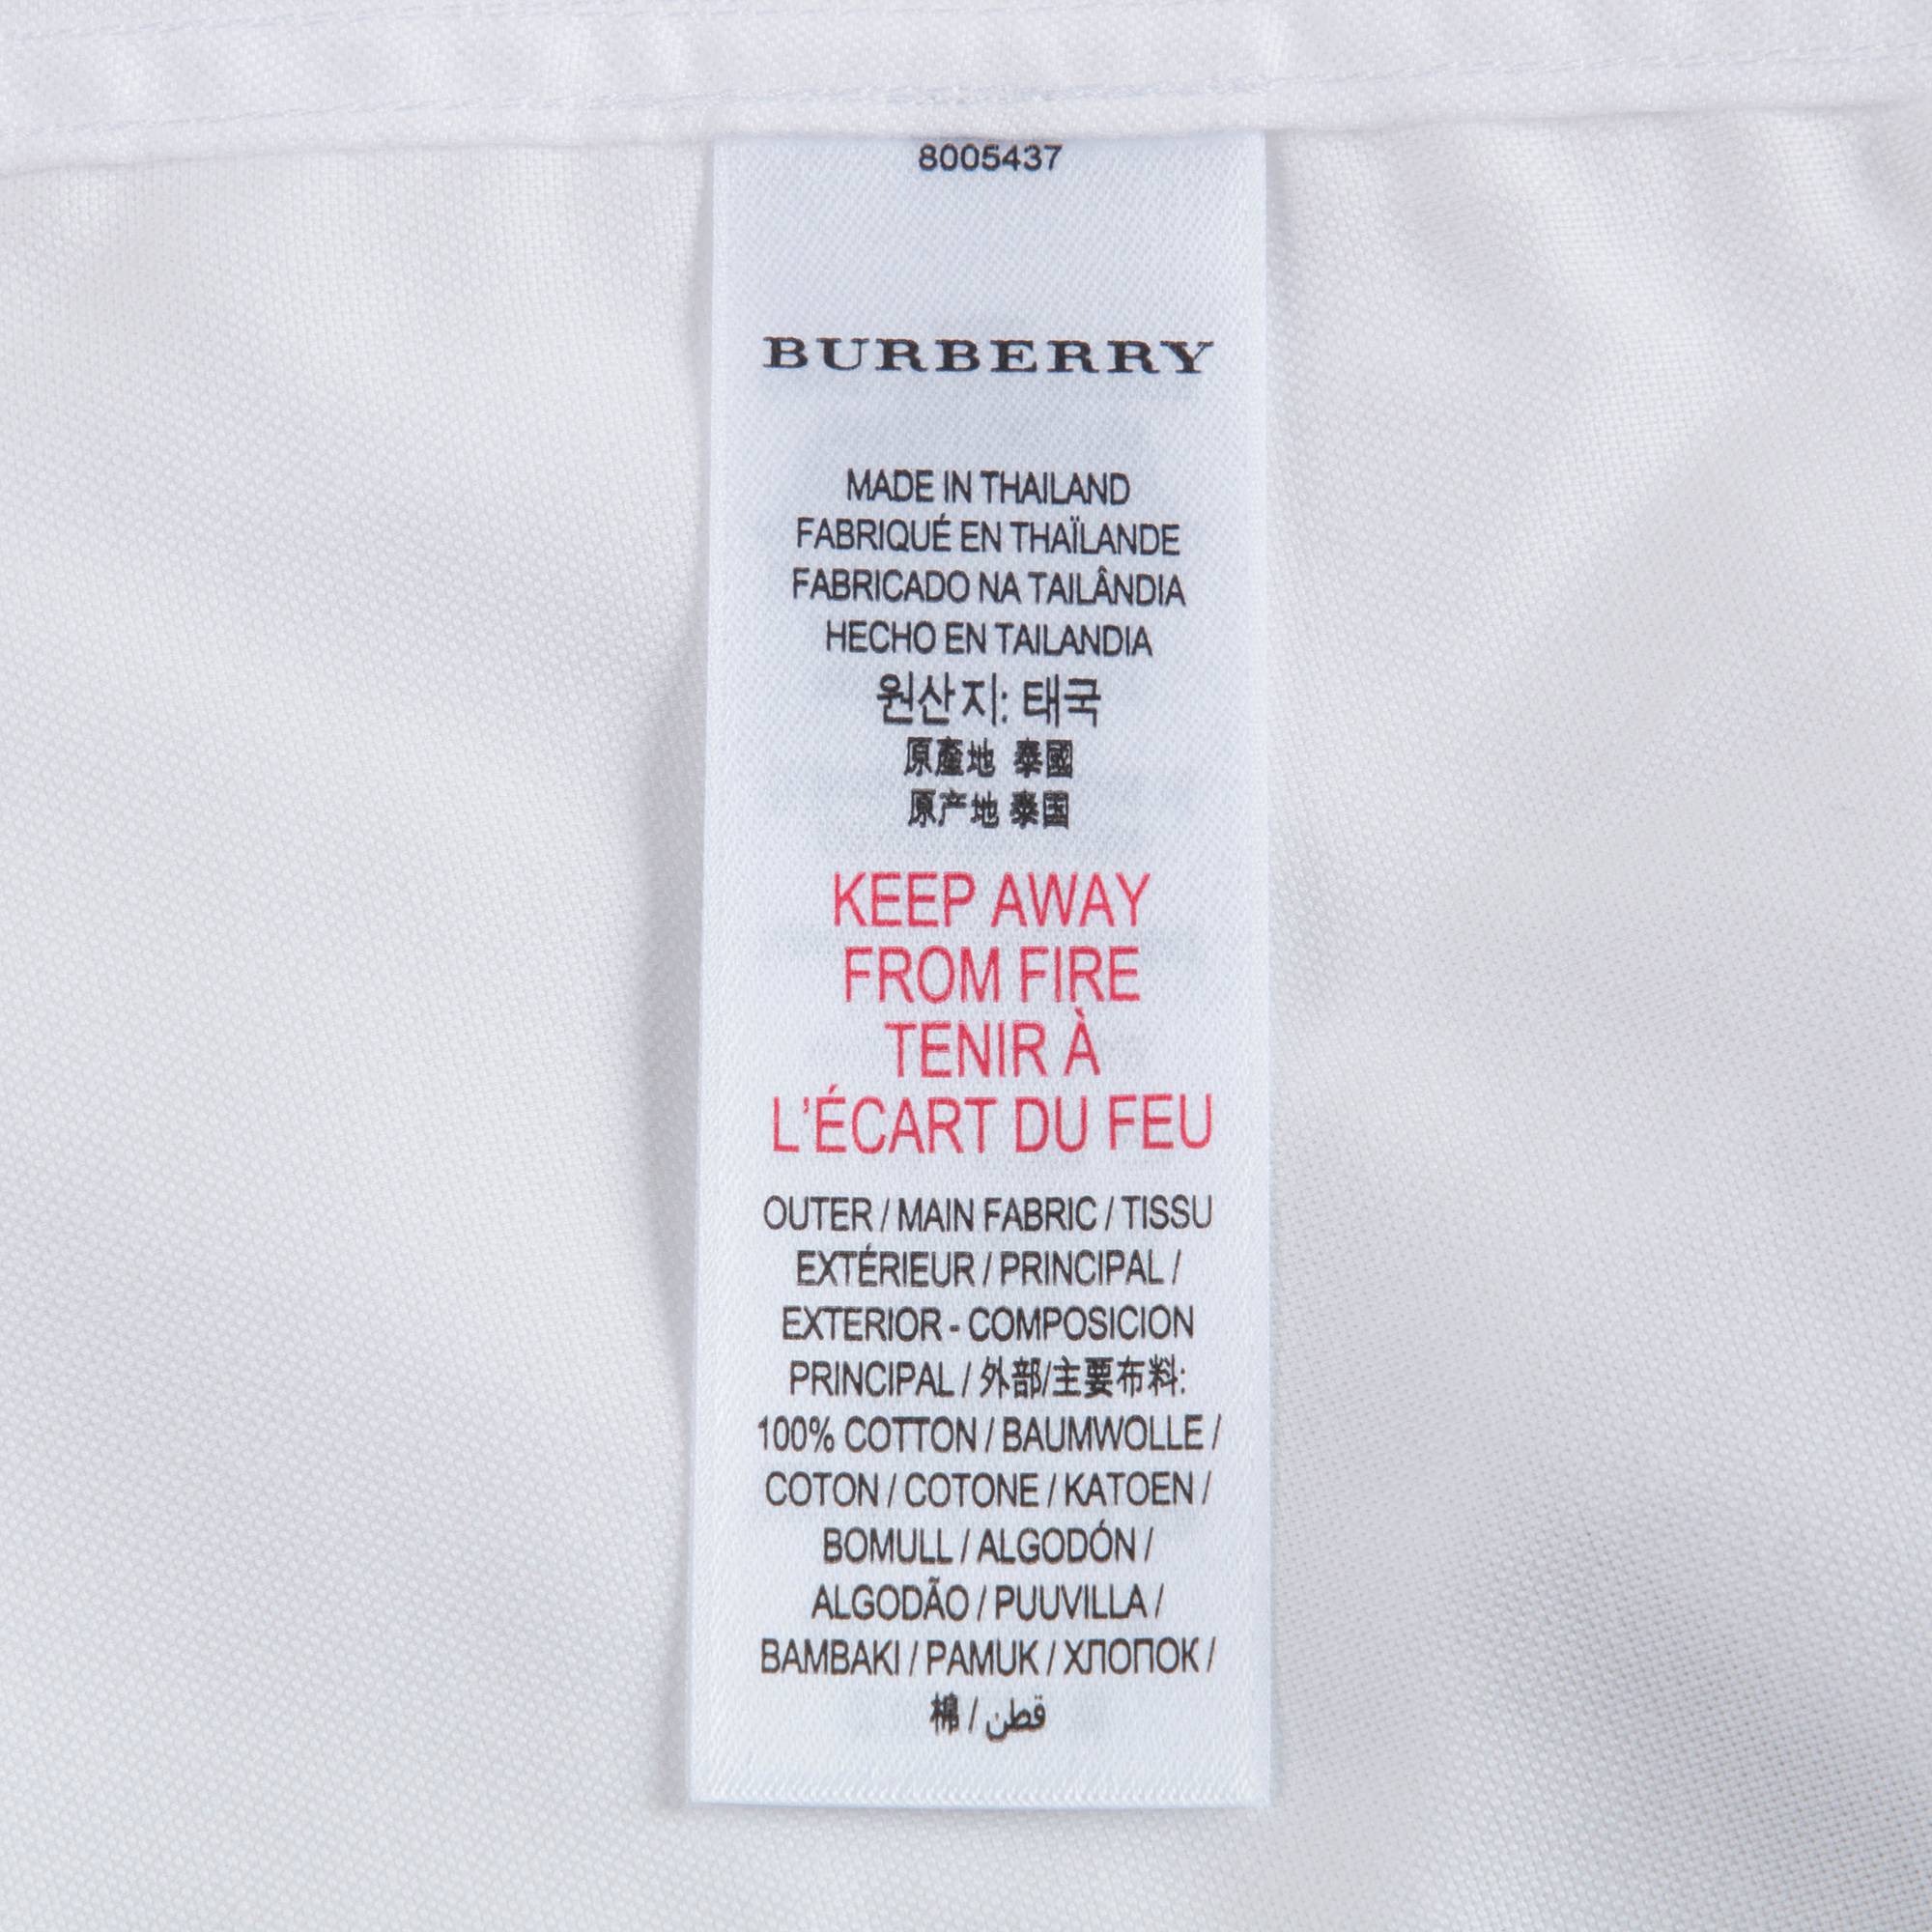 8005437
BURBERRY
MADE IN THAILAND
FABRIQUÉ EN THAÏLANDE
FABRICADO NA TAILÂNDIA
HECHO EN TAILANDIA
원산지: 태국
原產地 泰國
原产地 泰国
KEEP AWAY
FROM FIRE
TENIR À
L'ÉCART DU FEU
OUTER / MAIN FABRIC / TISSU
EXTÉRIEUR / PRINCIPAL /
EXTERIOR - COMPOSICION
PRINCIPAL / 外部/主要布料:
100% COTTON / BAUMWOLLE /
COTON / COTONE / KATOEN /
BOMULL / ALGODÓN /
ALGODÃO / PUUVILLA /
BAMBAKI / PAMUK / ХЛОПОК /
棉 / قطن